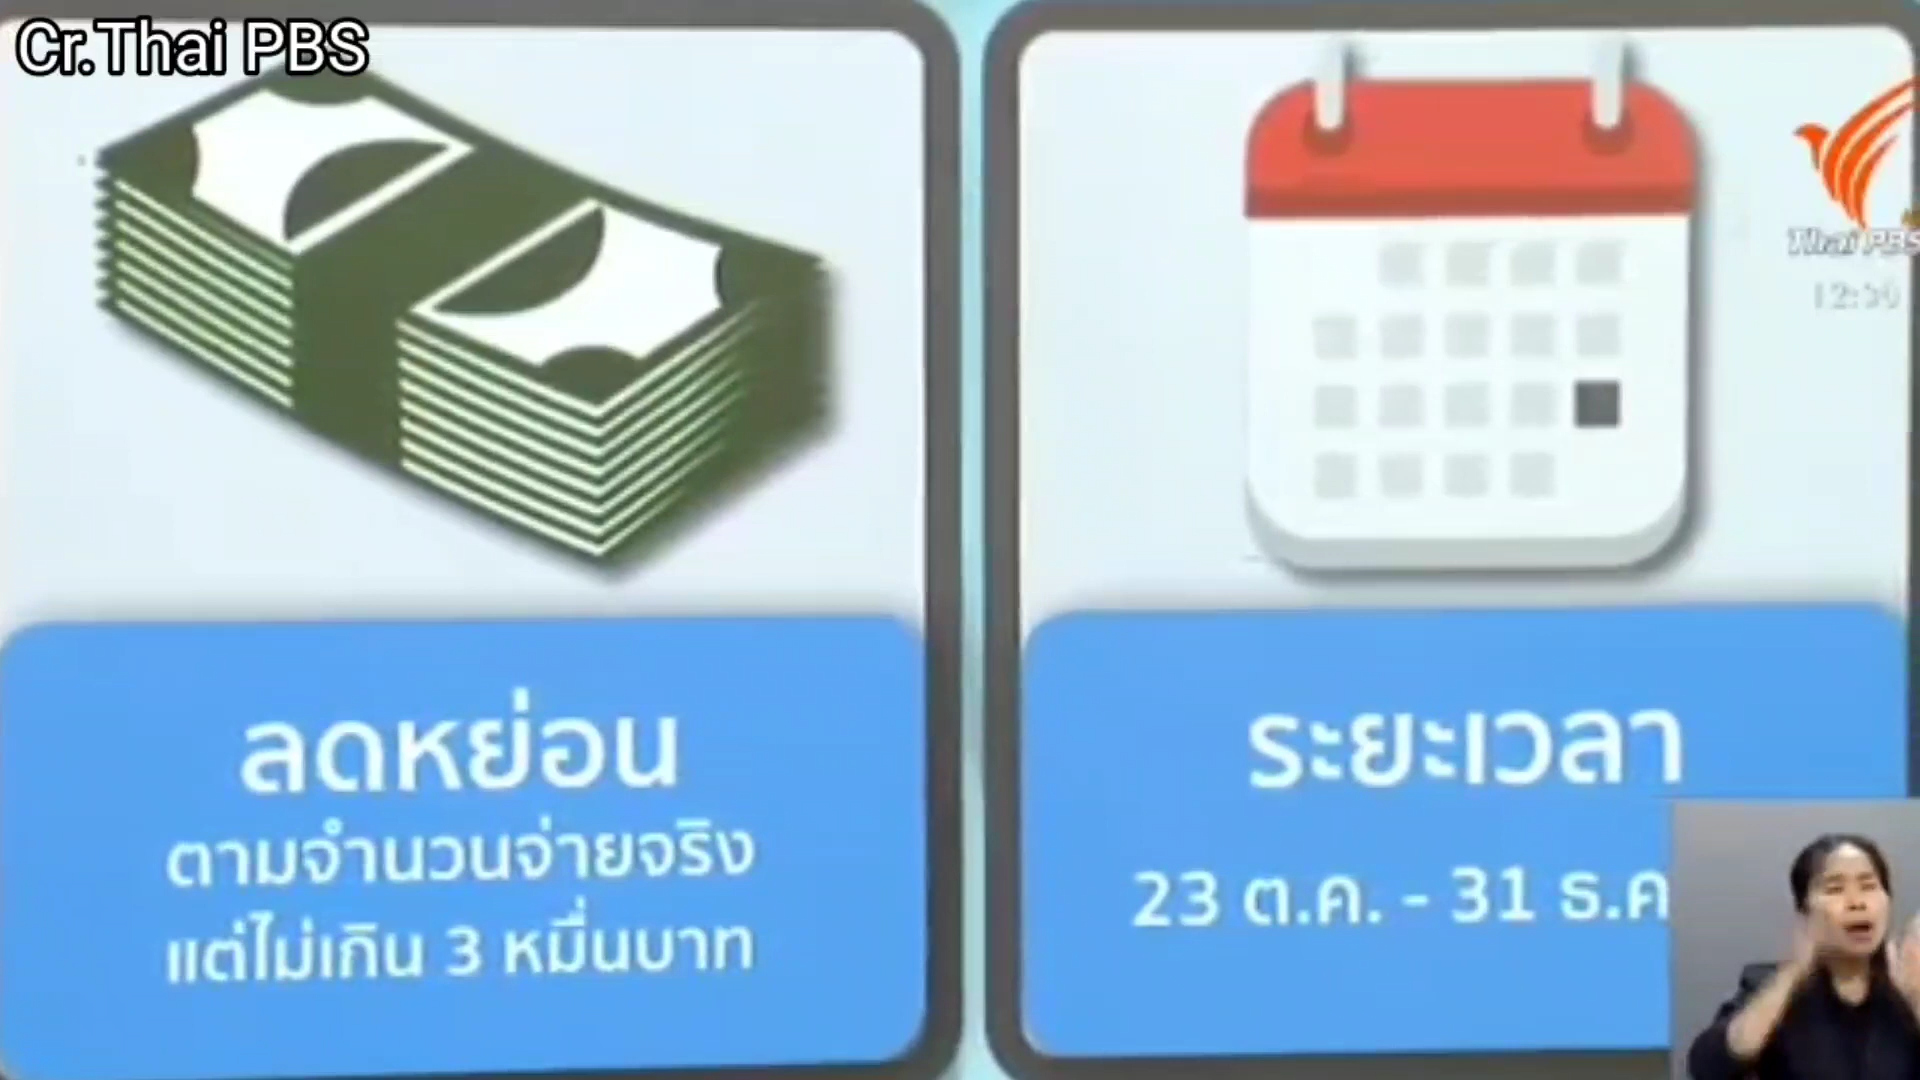 Cr.Thai PBS
Thai PBS
ลดหย่อน
ตามจำนวนจ่ายจริง
แต่ไม่เกิน 3 หมื่นบาท
ระยะเวลา
23 ต.ค. - 31 ธ.ค